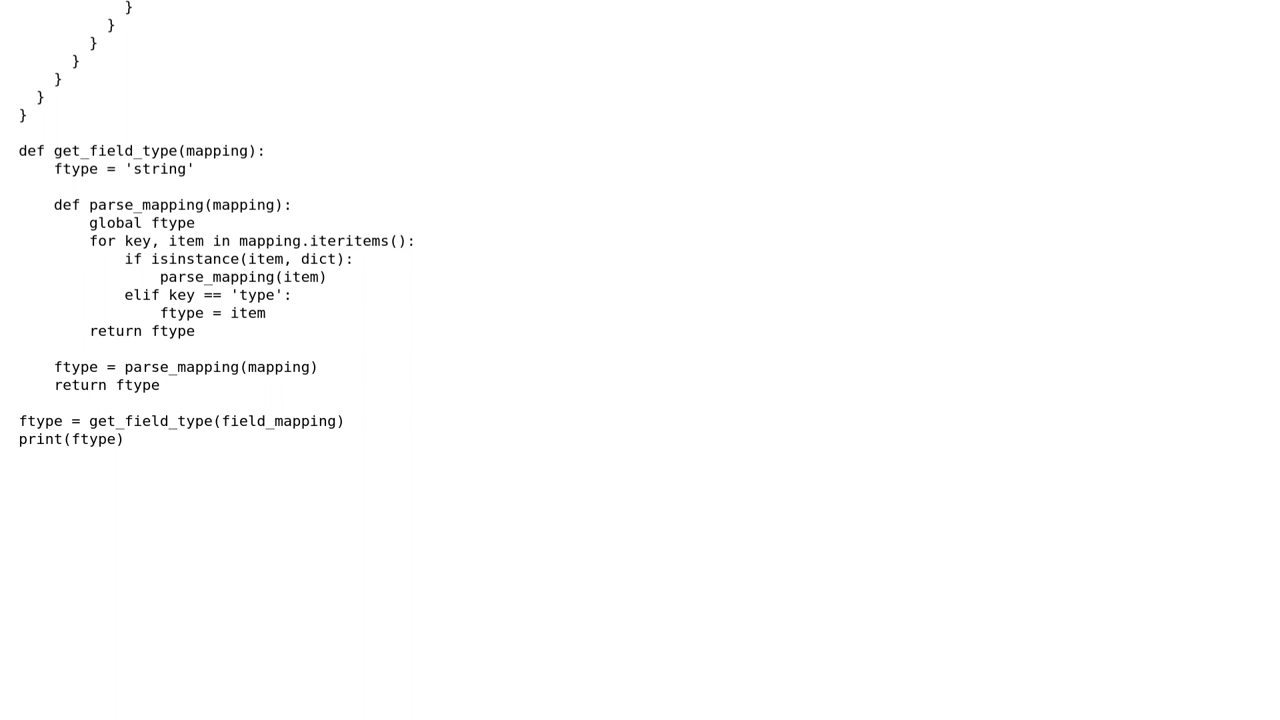 }
          }
        }
      }
    }
  }
}

def get_field_type(mapping):
    ftype = 'string'

    def parse_mapping(mapping):
        global ftype
        for key, item in mapping.iteritems():
            if isinstance(item, dict):
                parse_mapping(item)
            elif key == 'type':
                ftype = item
        return ftype

    ftype = parse_mapping(mapping)
    return ftype

ftype = get_field_type(field_mapping)
print(ftype)